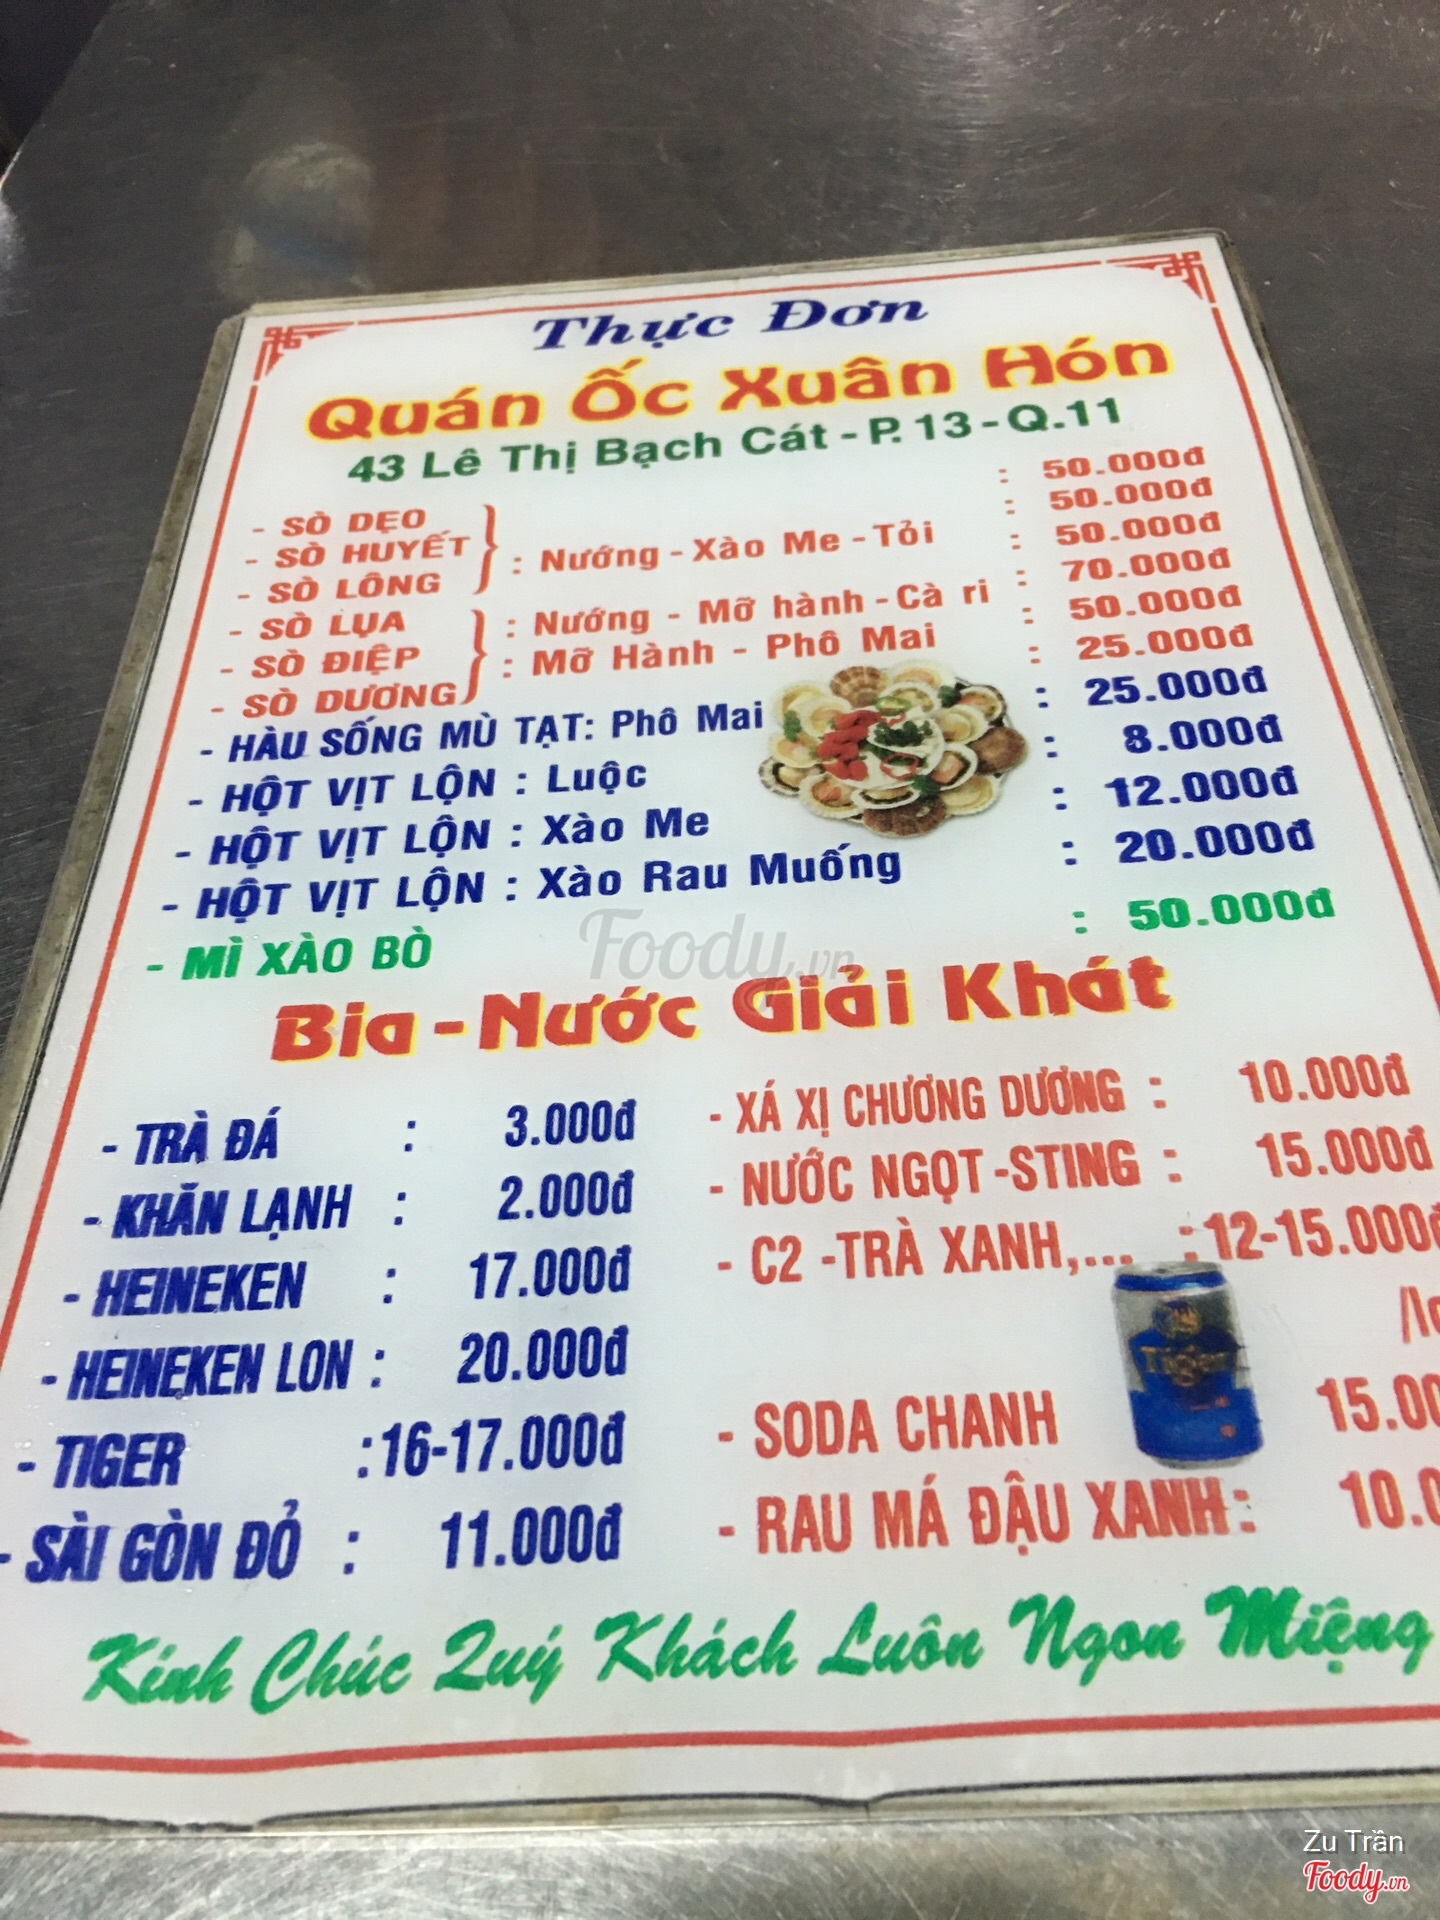 Thực Đơn
Quán Ốc Xuân Hón
43 Lê Thị Bạch Cát - P.13 - Q.11
- SÒ DẸO : 50.000đ
- SÒ HUYẾT : Nướng - Xào Me - Tỏi : 50.000đ
- SÒ LÔNG : 50.000đ
- SÒ LỤA : Nướng - Mỡ hành - Cà ri : 70.000đ
- SÒ ĐIỆP : Mỡ Hành - Phô Mai : 50.000đ
- SÒ DƯƠNG : 25.000đ
- HÀU SỐNG MÙ TẠT: Phô Mai : 25.000đ
- HỘT VỊT LỘN : Luộc : 8.000đ
- HỘT VỊT LỘN : Xào Me : 12.000đ
- HỘT VỊT LỘN : Xào Rau Muống : 20.000đ
- MÌ XÀO BÒ : 50.000đ
Foody.vn
Bia - Nước Giải Khát
- TRÀ ĐÁ : 3.000đ
- KHĂN LẠNH : 2.000đ
- HEINEKEN : 17.000đ
- HEINEKEN LON : 20.000đ
- TIGER :16-17.000đ
- SÀI GÒN ĐỎ : 11.000đ
- XÁ XỊ CHƯƠNG DƯƠNG : 10.000đ
- NƯỚC NGỌT -STING : 15.000đ
- C2 -TRÀ XANH,... :12-15.000đ
Tiger
- SODA CHANH 15.00
- RAU MÁ ĐẬU XANH: 10.0
Kính Chúc Quý Khách Luôn Ngon Miệng
Zu Trần
Foody.vn